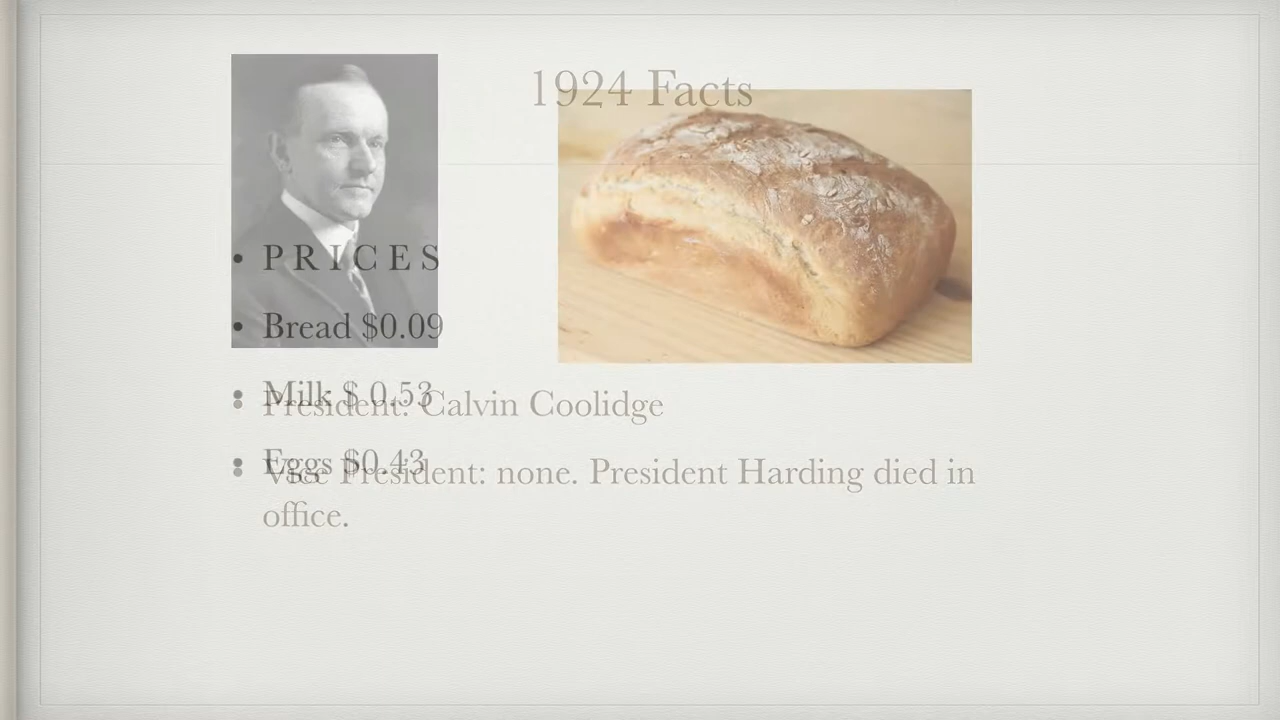 1924 Facts
• P R I C E S
• Bread $0.09
• Milk $ 0.53
• President: Calvin Coolidge
• Eggs $0.43
• Vice President: none. President Harding died in
office.